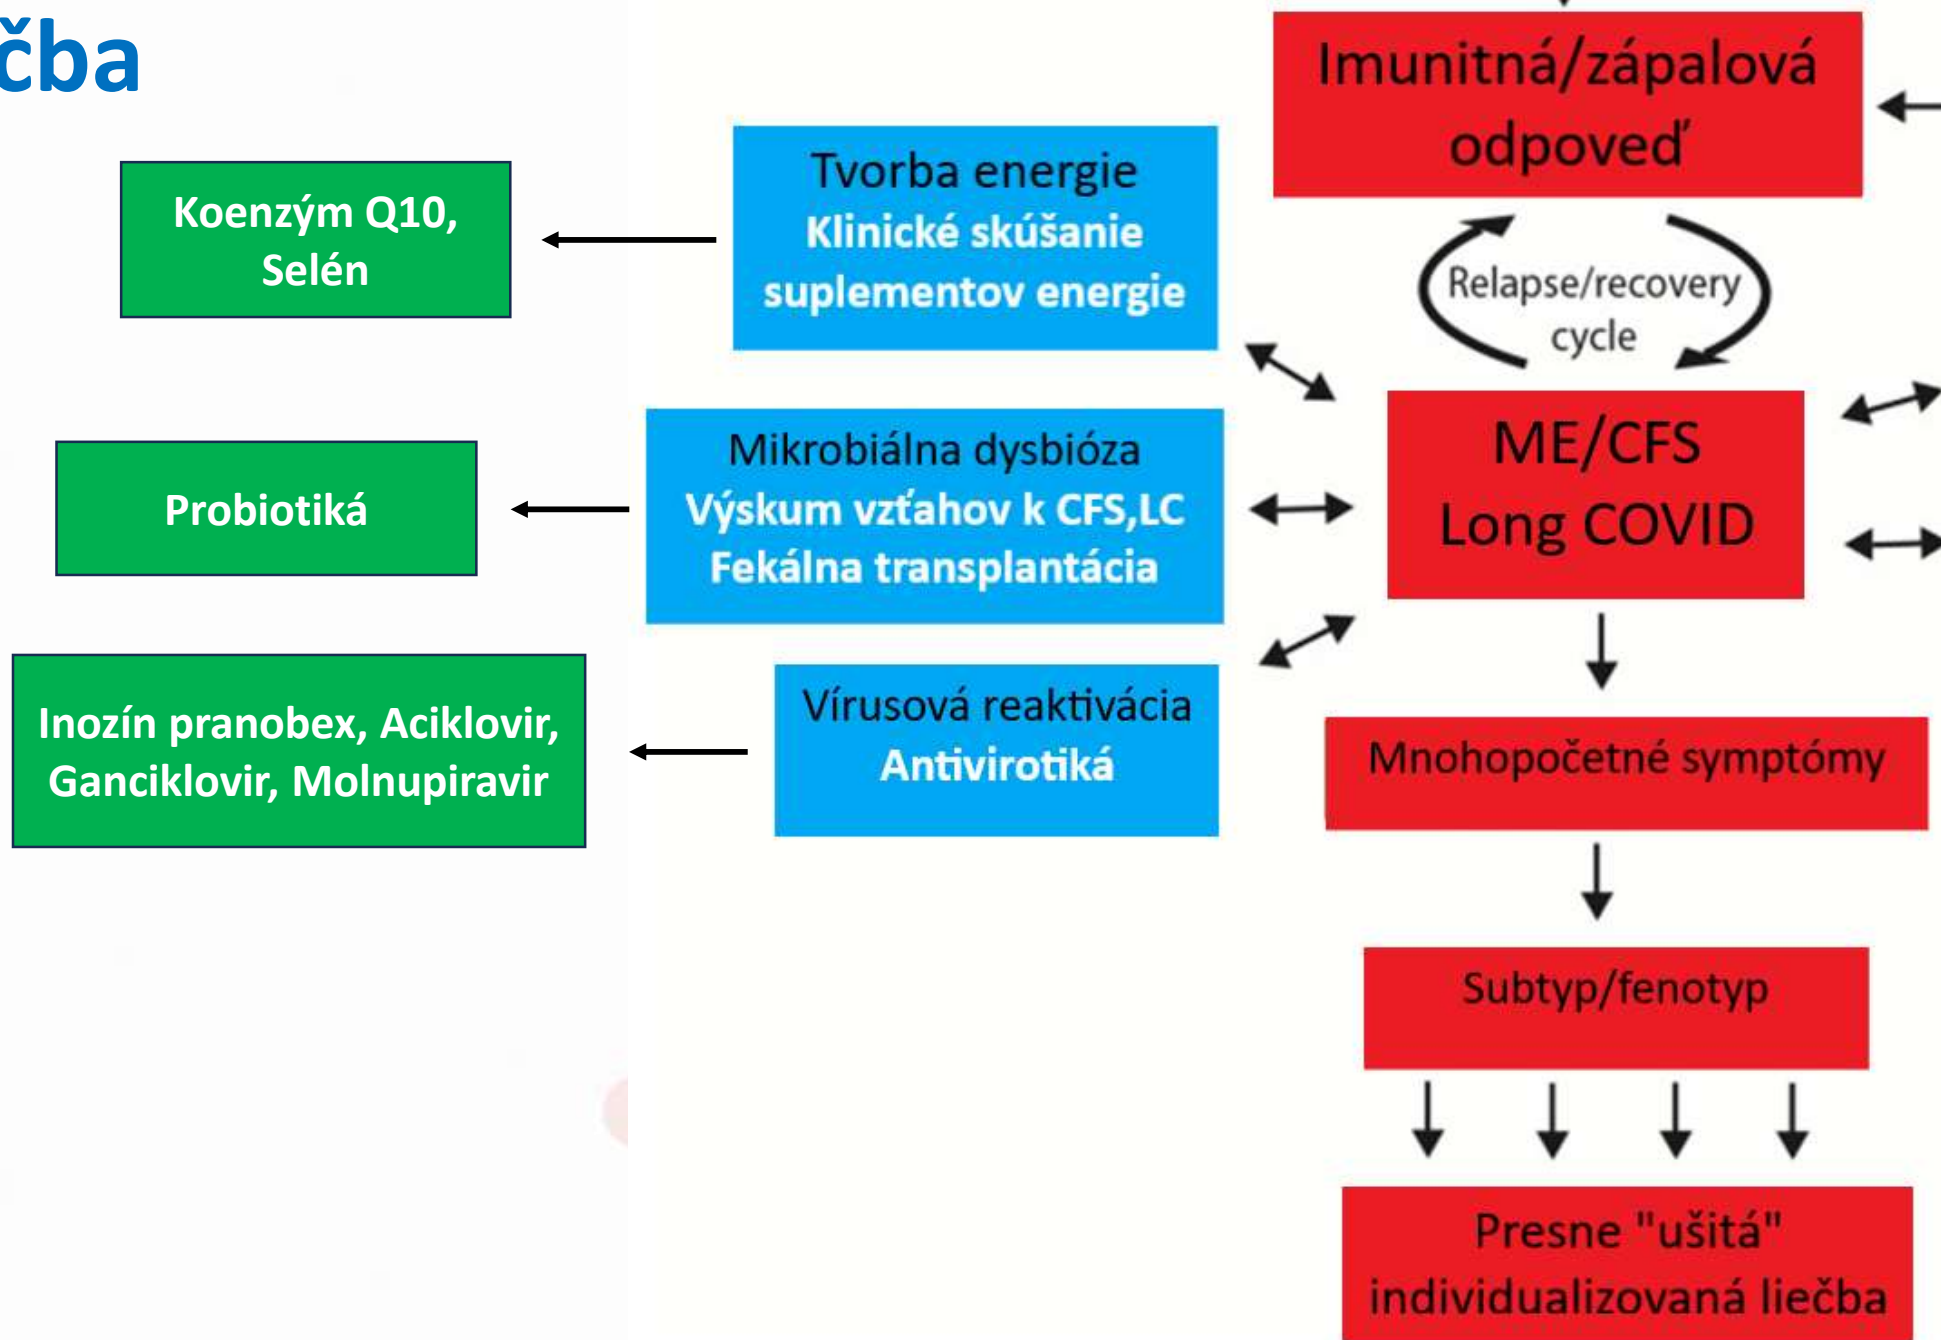 čba
Koenzým Q10,
Selén
Probiotiká
Inozín pranobex, Aciklovir,
Ganciklovir, Molnupiravir
Tvorba energie
Klinické skúšanie
suplementov energie
Mikrobiálna dysbióza
Výskum vzťahov k CFS,LC
Fekálna transplantácia
Vírusová reaktivácia
Antivirotiká
Imunitná/zápalová
odpoveď
Relapse/recovery
cycle
ME/CFS
Long COVID
Mnohopočetné symptómy
Subtyp/fenotyp
Presne "ušitá"
individualizovaná liečba